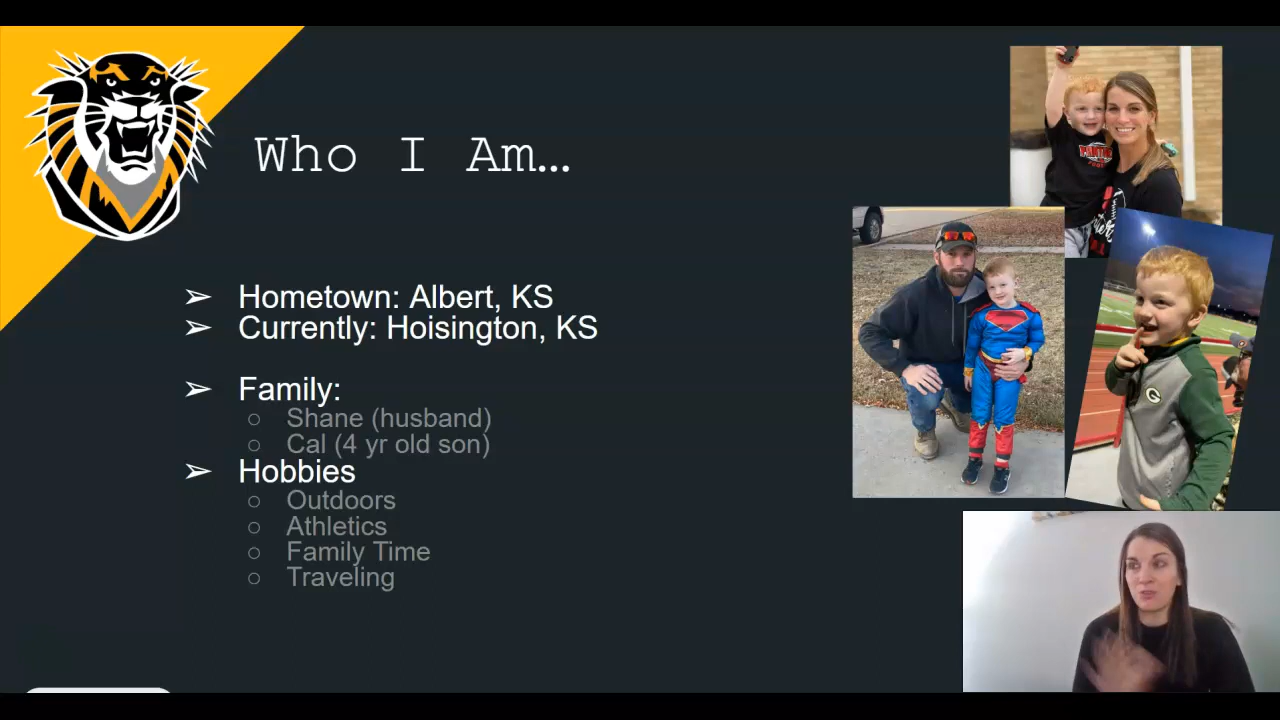 Who I Am…
➢ Hometown: Albert, KS
➢ Currently: Hoisington, KS
➢ Family:
○ Shane (husband)
○ Cal (4 yr old son)
➢ Hobbies
○ Outdoors
○ Athletics
○ Family Time
○ Traveling
G